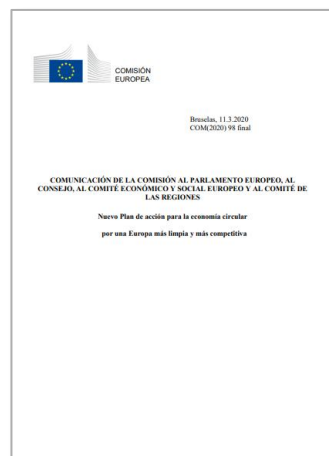 COMISIÓN
EUROPEA
Bruselas, 11.3.2020
COM(2020) 98 final
COMUNICACIÓN DE LA COMISIÓN AL PARLAMENTO EUROPEO, AL
CONSEJO, AL COMITÉ ECONÓMICO Y SOCIAL EUROPEO Y AL COMITÉ DE
LAS REGIONES
Nuevo Plan de acción para la economía circular
por una Europa más limpia y más competitiva